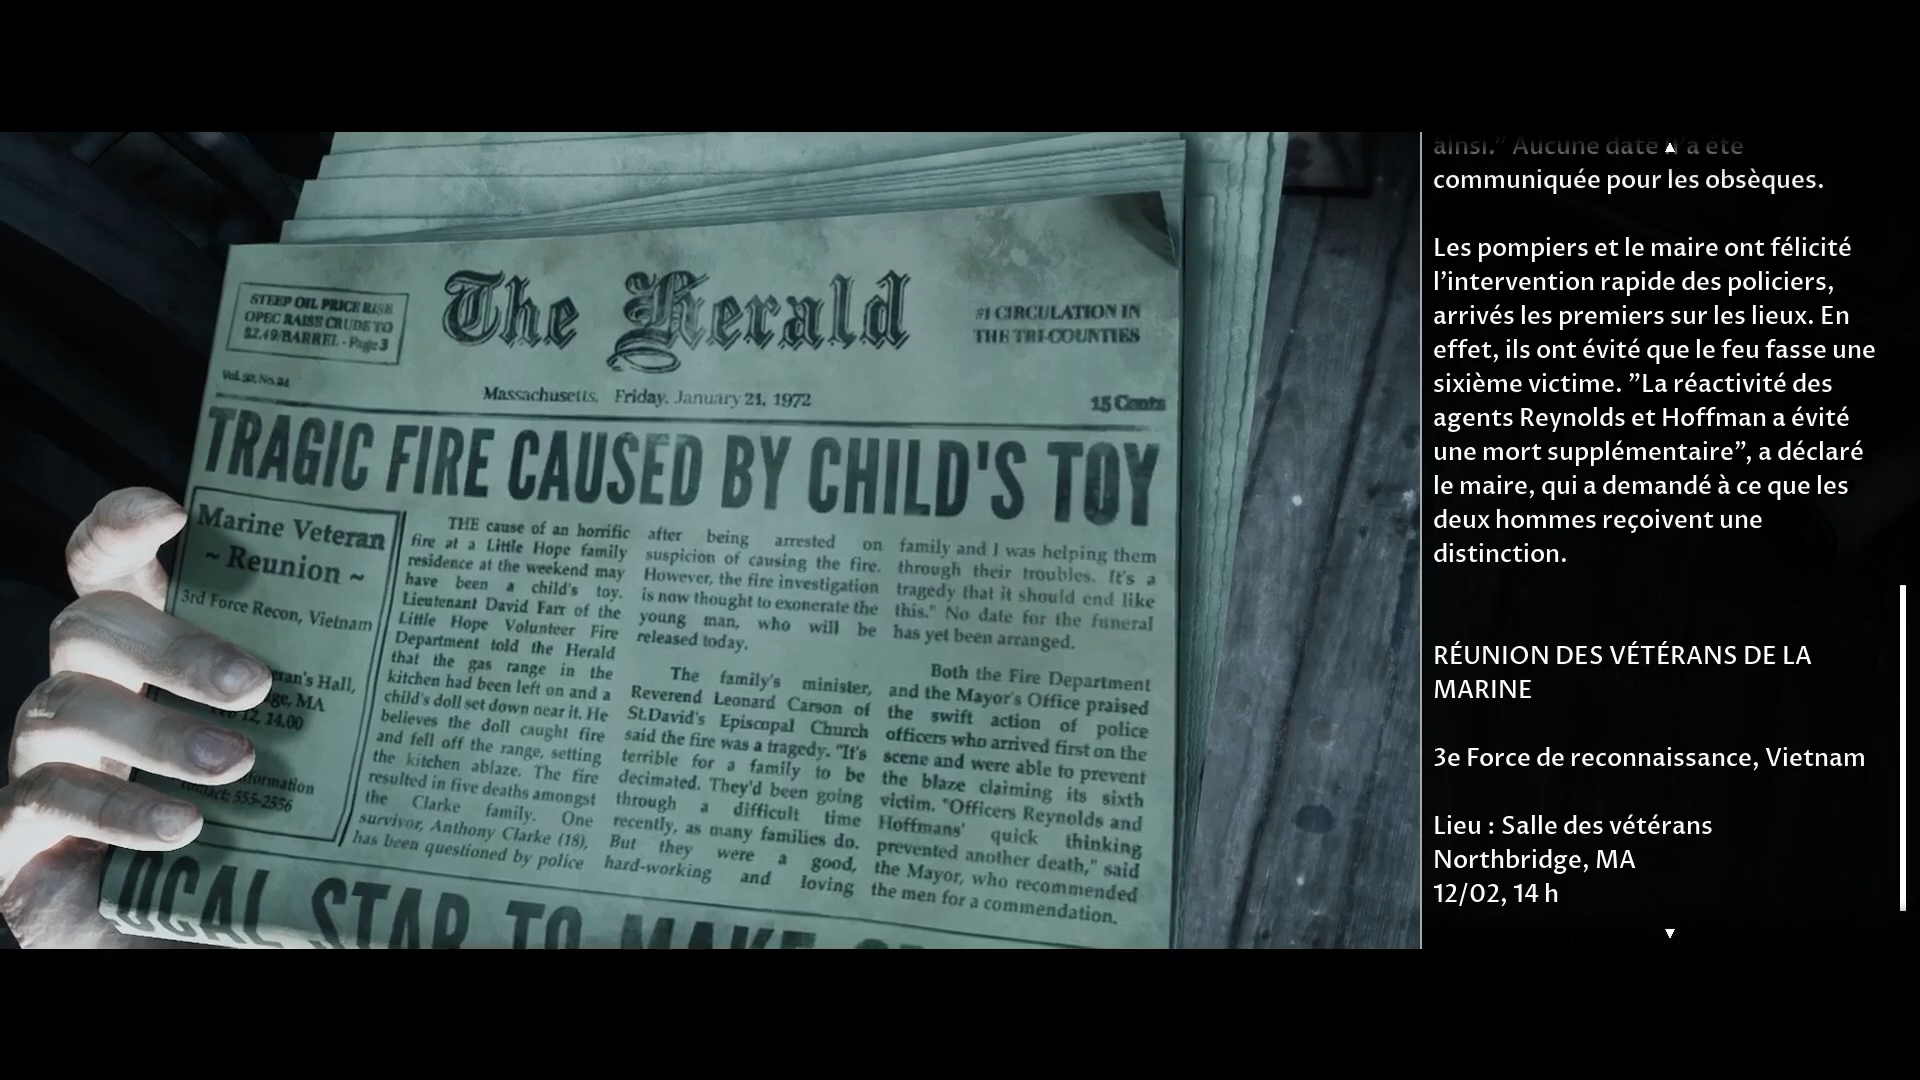 STEEP OIL PRICE RISE
OPEC RAISE CRUDE TO
$2.49/BARREL - Page 3
The Herald
#1 CIRCULATION IN
THE TRI-COUNTIES
Massachusetts, Friday, January 21, 1972
15 Cents
TRAGIC FIRE CAUSED BY CHILD'S TOY
Marine Veteran
~ Reunion ~
3rd Force Recon, Vietnam
Hall,
MA
12, 14.00
555-2556
THE cause of an horrific
fire at a Little Hope family
residence at the weekend may
have been a child's toy.
Lieutenant David Farr of the
Little Hope Volunteer Fire
Department told the Herald
that the gas range in the
kitchen had been left on and a
child's doll set down near it. He
believes the doll caught fire
and fell off the range, setting
the kitchen ablaze. The fire
resulted in five deaths amongst
the Clarke family. One
survivor, Anthony Clarke (18),
has been questioned by police
after being arrested on
suspicion of causing the fire.
However, the fire investigation
is now thought to exonerate the
young man, who will be
released today.
The family's minister,
Reverend Leonard Carson of
St.David's Episcopal Church
said the fire was a tragedy. "It's
terrible for a family to be
decimated. They'd been going
through a difficult time
recently, as many families do.
But they were a good,
hard-working and loving
family and I was helping them
through their troubles. It's a
tragedy that it should end like
this." No date for the funeral
has yet been arranged.
Both the Fire Department
and the Mayor's Office praised
the swift action of police
officers who arrived first on the
scene and were able to prevent
the blaze claiming its sixth
victim. "Officers Reynolds and
Hoffmans' quick thinking
prevented another death," said
the Mayor, who recommended
the men for a commendation.
OCAL STAR TO MAKE
ainsi.” Aucune date n’a été
communiquée pour les obsèques.
Les pompiers et le maire ont félicité
l’intervention rapide des policiers,
arrivés les premiers sur les lieux. En
effet, ils ont évité que le feu fasse une
sixième victime. ”La réactivité des
agents Reynolds et Hoffman a évité
une mort supplémentaire”, a déclaré
le maire, qui a demandé à ce que les
deux hommes reçoivent une
distinction.
RÉUNION DES VÉTÉRANS DE LA
MARINE
3e Force de reconnaissance, Vietnam
Lieu : Salle des vétérans
Northbridge, MA
12/02, 14 h